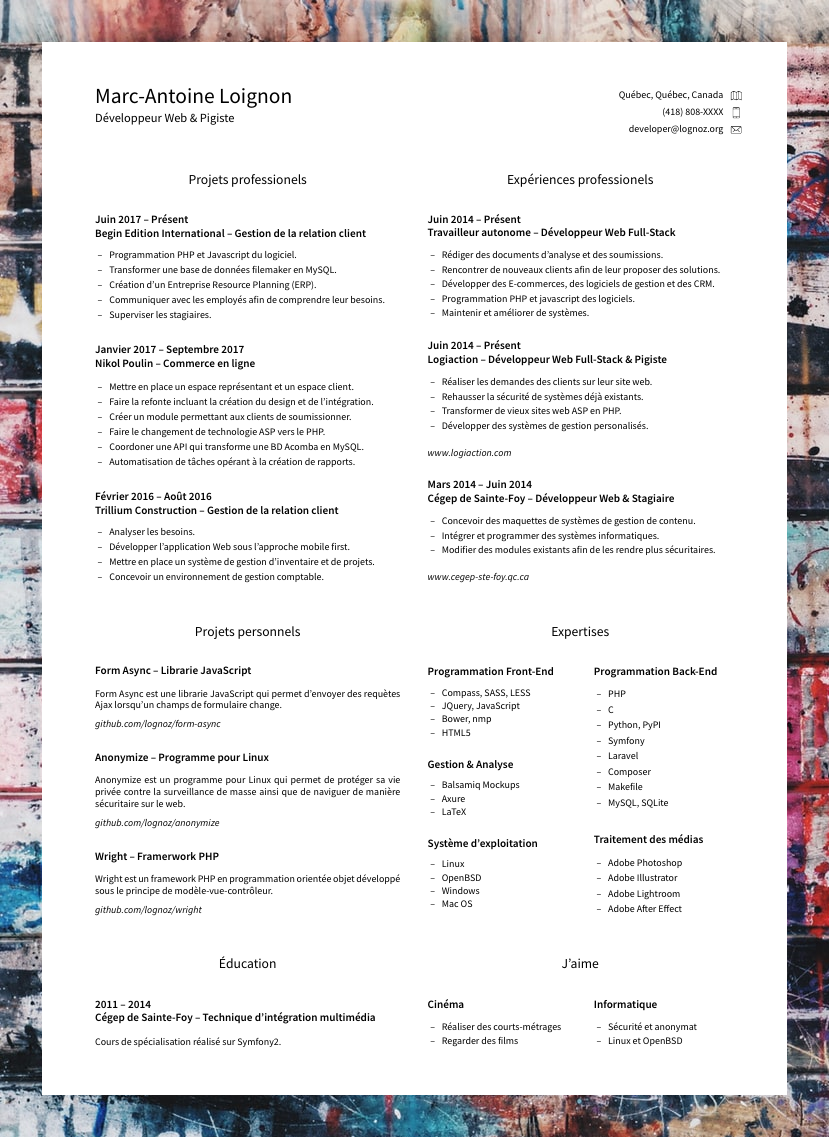 Marc-Antoine Loignon
Développeur Web & Pigiste
Québec, Québec, Canada
(418) 808-XXXX
developer@lognoz.org
Projets professionels
Juin 2017 – Présent
Begin Edition International – Gestion de la relation client
– Programmation PHP et Javascript du logiciel.
– Transformer une base de données filemaker en MySQL.
– Création d'un Entreprise Resource Planning (ERP).
– Communiquer avec les employés afin de comprendre leur besoins.
– Superviser les stagiaires.
Janvier 2017 – Septembre 2017
Nikol Poulin – Commerce en ligne
– Mettre en place un espace représentant et un espace client.
– Faire la refonte incluant la création du design et de l'intégration.
– Créer un module permettant aux clients de soumissionner.
– Faire le changement de technologie ASP vers le PHP.
– Coordoner une API qui transforme une BD Acomba en MySQL.
– Automatisation de tâches opérant à la création de rapports.
Février 2016 – Août 2016
Trillium Construction – Gestion de la relation client
– Analyser les besoins.
– Développer l'application Web sous l'approche mobile first.
– Mettre en place un système de gestion d'inventaire et de projets.
– Concevoir un environment de gestion comptable.
Expériences professionels
Juin 2014 – Présent
Travailleur autonome – Développeur Web Full-Stack
– Rédiger des documents d'analyse et des soumissions.
– Rencontrer de nouveaux clients afin de leur proposer des solutions.
– Développer des E-commerces, des logiciels de gestion et des CRM.
– Programmation PHP et javascript des logiciels.
– Maintenir et améliorer de systèmes.
Juin 2014 – Présent
Logiaction – Développeur Web Full-Stack & Pigiste
– Réaliser les demandes des clients sur leur site web.
– Rehausser la sécurité de systèmes déjà existants.
– Transformer de vieux sites web ASP en PHP.
– Développer des systèmes de gestion personalisés.
www.logiaction.com
Mars 2014 – Juin 2014
Cégep de Sainte-Foy – Développeur Web & Stagiaire
– Concevoir des maquettes de systèmes de gestion de contenu.
– Intégrer et programmer des systèmes informatiques.
– Modifier des modules existants afin de les rendre plus sécuritaires.
www.cegep-ste-foy.qc.ca
Projets personnels
Form Async – Librarie JavaScript
Form Async est une librarie JavaScript qui permet d'envoyer des requètes
Ajax lorsqu'un champs de formulaire change.
github.com/lognoz/form-async
Anonymize – Programme pour Linux
Anonymize est un programme pour Linux qui permet de protéger sa vie
privée contre la surveillance de masse ainsi que de naviguer de manière
sécuritaire sur le web.
github.com/lognoz/anonymize
Wright – Framerwork PHP
Wright est un framework PHP en programmation orientée objet développé
sous le principe de modèle-vue-contrôleur.
github.com/lognoz/wright
Expertises
Programmation Front-End
– Compass, SASS, LESS
– JQuery, JavaScript
– Bower, nmp
– HTML5
Gestion & Analyse
– Balsamiq Mockups
– Axure
– LaTeX
Système d'exploitation
– Linux
– OpenBSD
– Windows
– Mac OS
Programmation Back-End
– PHP
– C
– Python, PyPI
– Symfony
– Laravel
– Composer
– Makefile
– MySQL, SQLite
Traitement des médias
– Adobe Photoshop
– Adobe Illustrator
– Adobe Lightroom
– Adobe After Effect
Éducation
2011 – 2014
Cégep de Sainte-Foy – Technique d'intégration multimédia
Cours de spécialisation réalisé sur Symfony2.
J'aime
Cinéma
– Réaliser des courts-métrages
– Regarder des films
Informatique
– Sécurité et anonymat
– Linux et OpenBSD